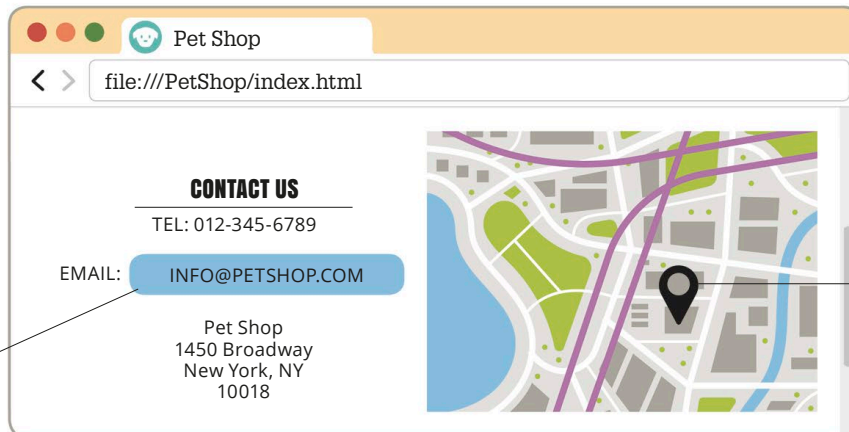 Pet Shop
file:///PetShop/index.html
CONTACT US
TEL: 012-345-6789
EMAIL: INFO@PETSHOP.COM
Pet Shop
1450 Broadway
New York, NY
10018